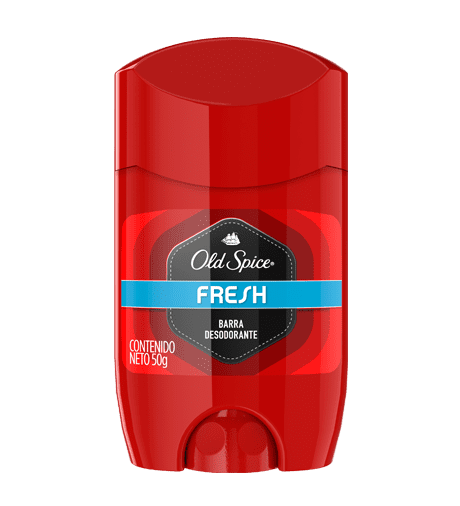 Old Spice®
FRESH
BARRA
DESODORANTE
CONTENIDO
NETO 50g